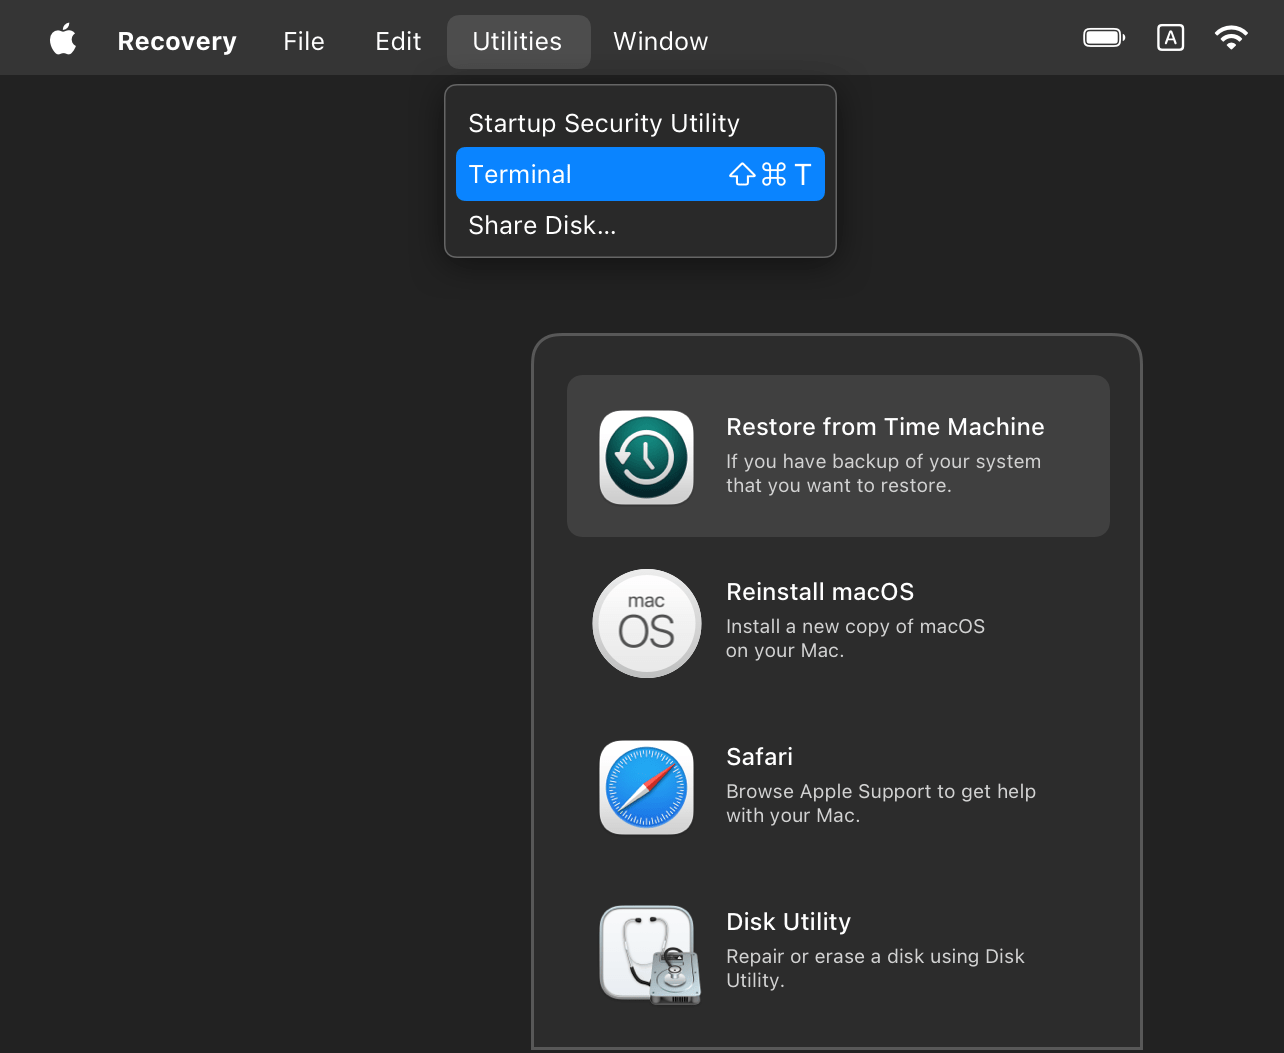 Recovery File Edit Utilities Window A
Startup Security Utility
Terminal ⇧⌘ T
Share Disk...
Restore from Time Machine
If you have backup of your system
that you want to restore.
mac
OS
Reinstall macOS
Install a new copy of macOS
on your Mac.
Safari
Browse Apple Support to get help
with your Mac.
Disk Utility
Repair or erase a disk using Disk
Utility.